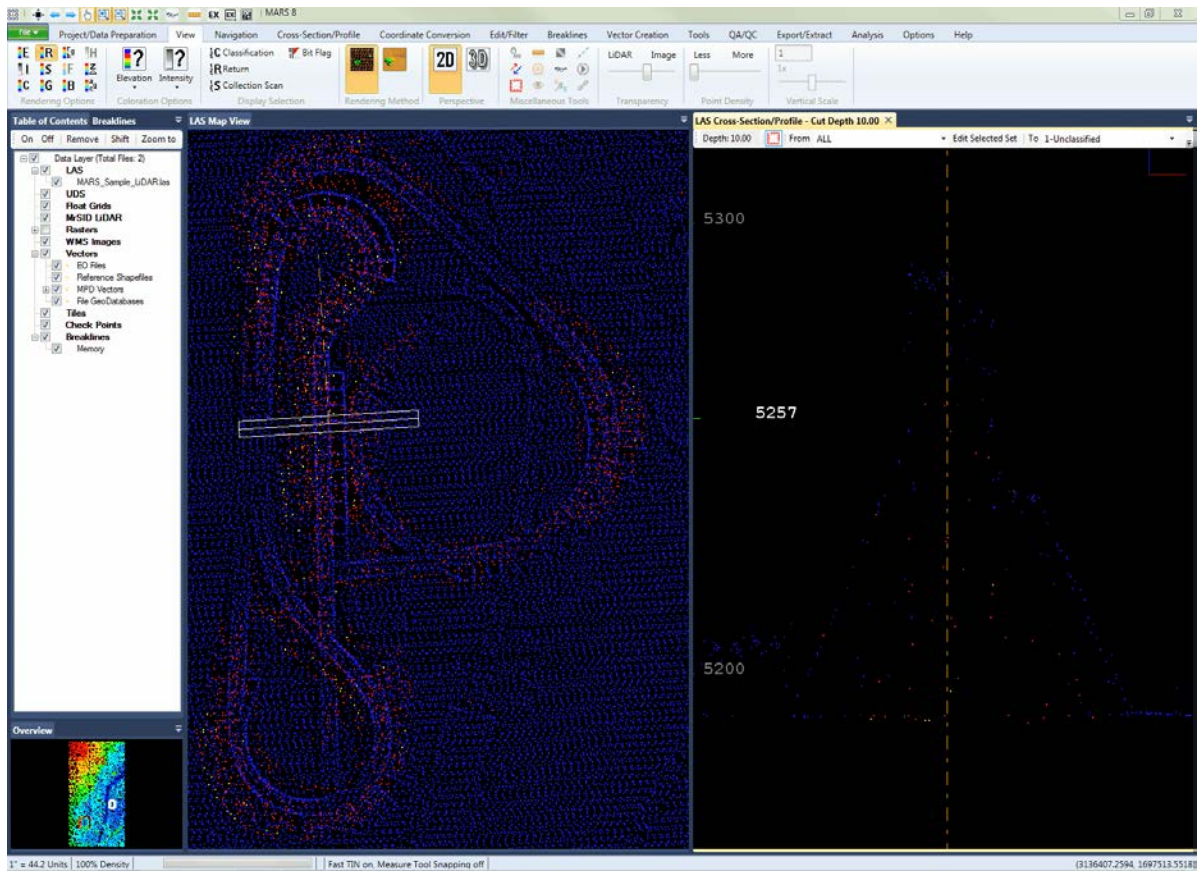 EX EX MARS 8
File Project/Data Preparation View Navigation Cross-Section/Profile Coordinate Conversion Edit/Filter Breaklines Vector Creation Tools QA/QC Export/Extract Analysis Options Help
E R H
I S F Z
C G B
Elevation Intensity
C Classification Bit Flag
R Return
S Collection Scan
2D 3D
LiDAR Image
Less More
1
1x
Rendering Options Coloration Options Display Selection Rendering Method Perspective Miscellaneous Tools Transparency Point Density Vertical Scale
Table of Contents Breaklines
On Off Remove Shift Zoom to
Data Layer (Total Files: 2)
LAS
MARS_Sample_LiDAR.las
UDS
Float Grids
MrSID LiDAR
Rasters
WMS Images
Vectors
EO Files
Reference Shapefiles
MPD Vectors
File GeoDatabases
Tiles
Check Points
Breaklines
Memory
Overview
LAS Map View
LAS Cross-Section/Profile - Cut Depth 10.00
Depth: 10.00 From ALL Edit Selected Set To 1-Unclassified
5300
5257
5200
1" = 44.2 Units 100% Density Fast TIN on, Measure Tool Snapping off (3136407.2594, 1697513.5518)